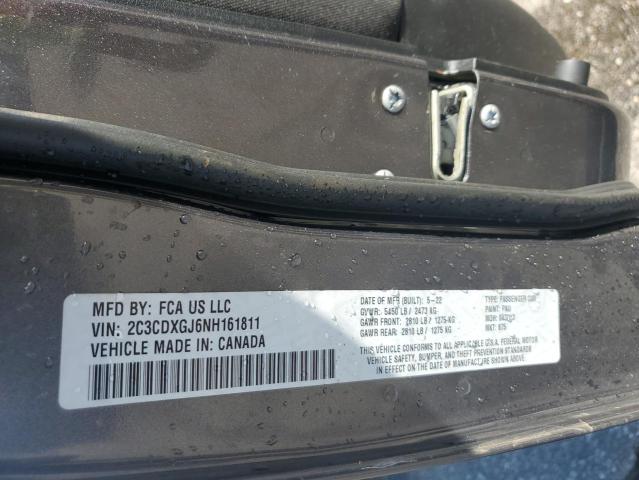 MFD BY: FCA US LLC
VIN: 2C3CDXGJ6NH161811
VEHICLE MADE IN: CANADA
DATE OF MFR (BUILT): 5-22
GVWR: 5450 LB / 2473 KG
GAWR FRONT: 2810 LB / 1275 KG
GAWR REAR: 2810 LB / 1275 KG
TYPE: PASSENGER CAR
PAINT: PAU
MDH:
MKT: 675
THIS VEHICLE CONFORMS TO ALL APPLICABLE U.S.A. FEDERAL MOTOR
VEHICLE SAFETY, BUMPER, AND THEFT PREVENTION STANDARDS
IN EFFECT ON THE DATE OF MANUFACTURE SHOWN ABOVE.